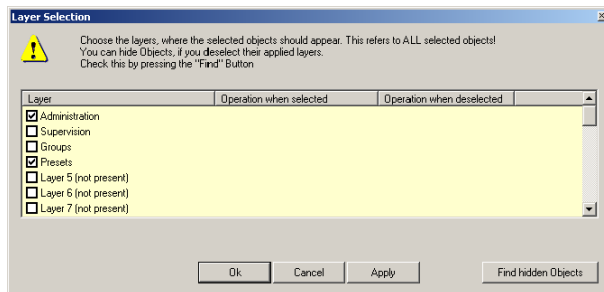 Layer Selection
Choose the layers, where the selected objects should appear. This refers to ALL selected objects!
You can hide Objects, if you deselect their applied layers.
Check this by pressing the "Find" Button
Layer Operation when selected Operation when deselected
Administration
Supervision
Groups
Presets
Layer 5 (not present)
Layer 6 (not present)
Layer 7 (not present)
Ok Cancel Apply Find hidden Objects